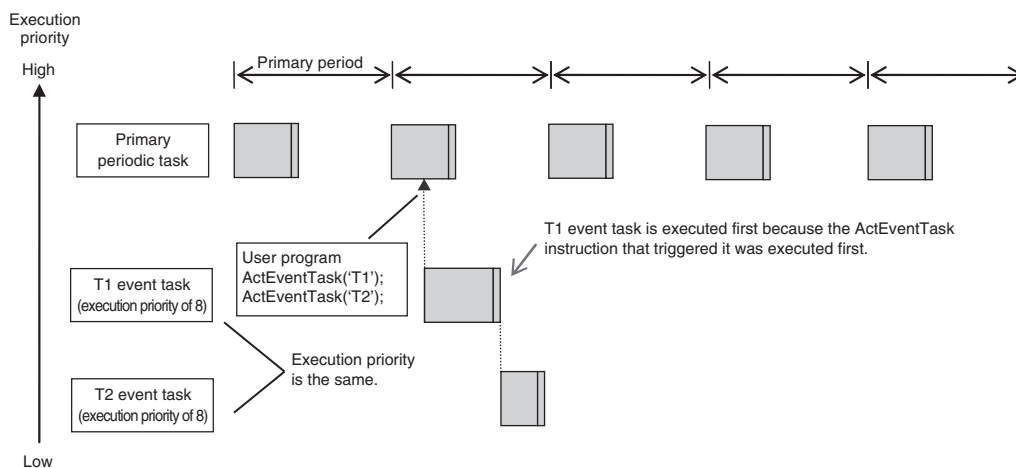 Execution
priority
High
Primary period
Primary
periodic task
T1 event task is executed first because the ActEventTask
instruction that triggered it was executed first.
User program
ActEventTask(‘T1’);
ActEventTask(‘T2’);
T1 event task
(execution priority of 8)
Execution priority
is the same.
T2 event task
(execution priority of 8)
Low